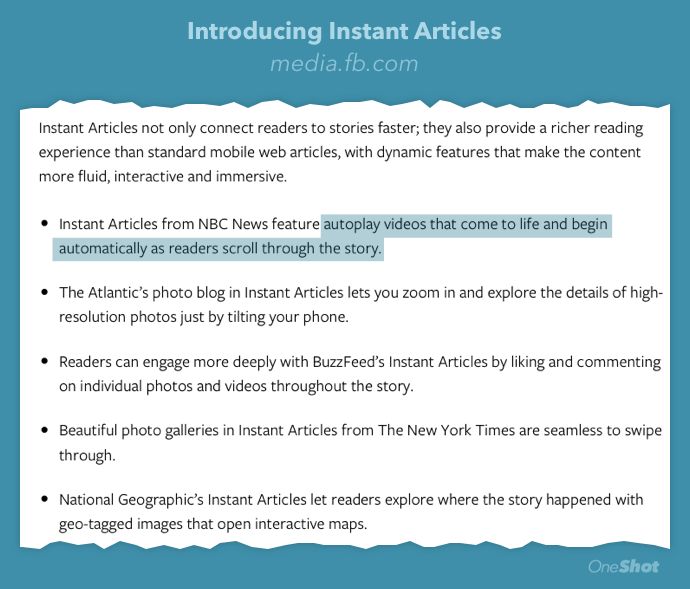 Introducing Instant Articles
media.fb.com
Instant Articles not only connect readers to stories faster; they also provide a richer reading
experience than standard mobile web articles, with dynamic features that make the content
more fluid, interactive and immersive.
• Instant Articles from NBC News feature autoplay videos that come to life and begin
automatically as readers scroll through the story.
• The Atlantic’s photo blog in Instant Articles lets you zoom in and explore the details of high-
resolution photos just by tilting your phone.
• Readers can engage more deeply with BuzzFeed’s Instant Articles by liking and commenting
on individual photos and videos throughout the story.
• Beautiful photo galleries in Instant Articles from The New York Times are seamless to swipe
through.
• National Geographic’s Instant Articles let readers explore where the story happened with
geo-tagged images that open interactive maps.
OneShot